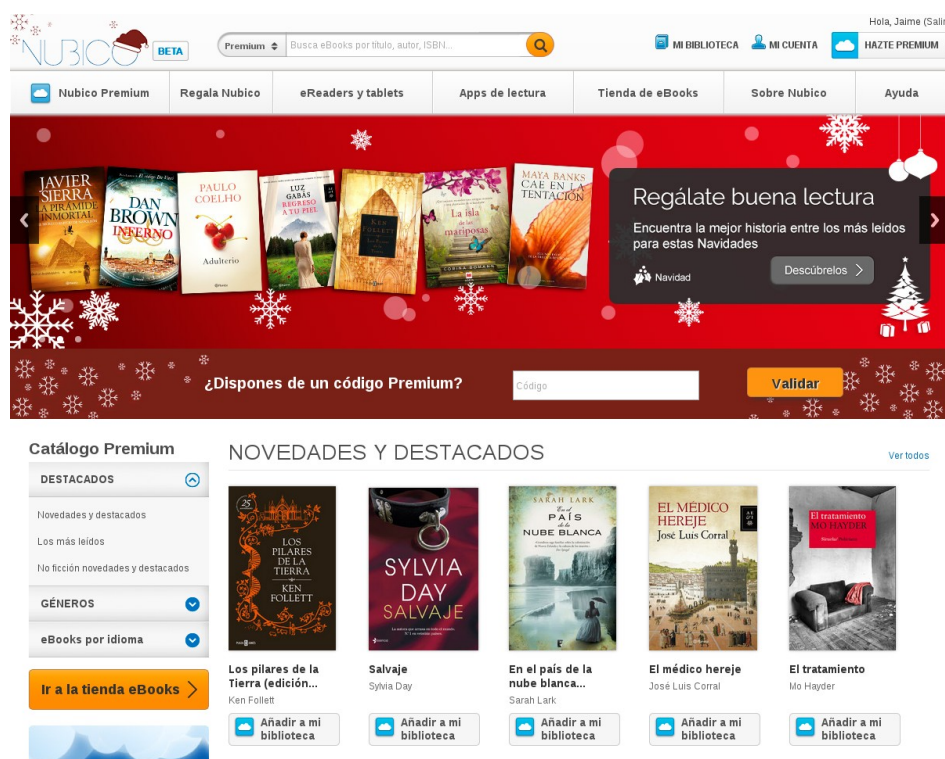 Hola, Jaime (Salir
NUBICO BETA
Premium
Busca eBooks por título, autor, ISBN...
MI BIBLIOTECA
MI CUENTA
HAZTE PREMIUM
Nubico Premium
Regala Nubico
eReaders y tablets
Apps de lectura
Tienda de eBooks
Sobre Nubico
Ayuda
JAVIER
SIERRA
LA PIRÁMIDE
INMORTAL
DAN
BROWN
INFERNO
PAULO
COELHO
Adulterio
LUZ
GABÁS
REGRESO
A TU PIEL
KEN
FOLLETT
La isla
de las
mariposas
CORINA BOMANN
MAYA BANKS
CAE EN LA
TENTACIÓN
Regálate buena lectura
Encuentra la mejor historia entre los más leídos
para estas Navidades
Navidad
Descúbrelos
¿Dispones de un código Premium?
Código
Validar
Catálogo Premium
DESTACADOS
Novedades y destacados
Los más leídos
No ficción novedades y destacados
GÉNEROS
eBooks por idioma
Ir a la tienda eBooks
NOVEDADES Y DESTACADOS
Ver todos
25
LOS
PILARES
DE LA
TIERRA
KEN
FOLLETT
Los pilares de la
Tierra (edición...
Ken Follett
Añadir a mi
biblioteca
SYLVIA
DAY
SALVAJE
Salvaje
Sylvia Day
Añadir a mi
biblioteca
SARAH LARK
En el
PAÍS
de la
NUBE BLANCA
En el país de la
nube blanca...
Sarah Lark
Añadir a mi
biblioteca
EL MÉDICO
HEREJE
José Luis Corral
El médico hereje
José Luis Corral
Añadir a mi
biblioteca
El tratamiento
MO HAYDER
El tratamiento
Mo Hayder
Añadir a mi
biblioteca